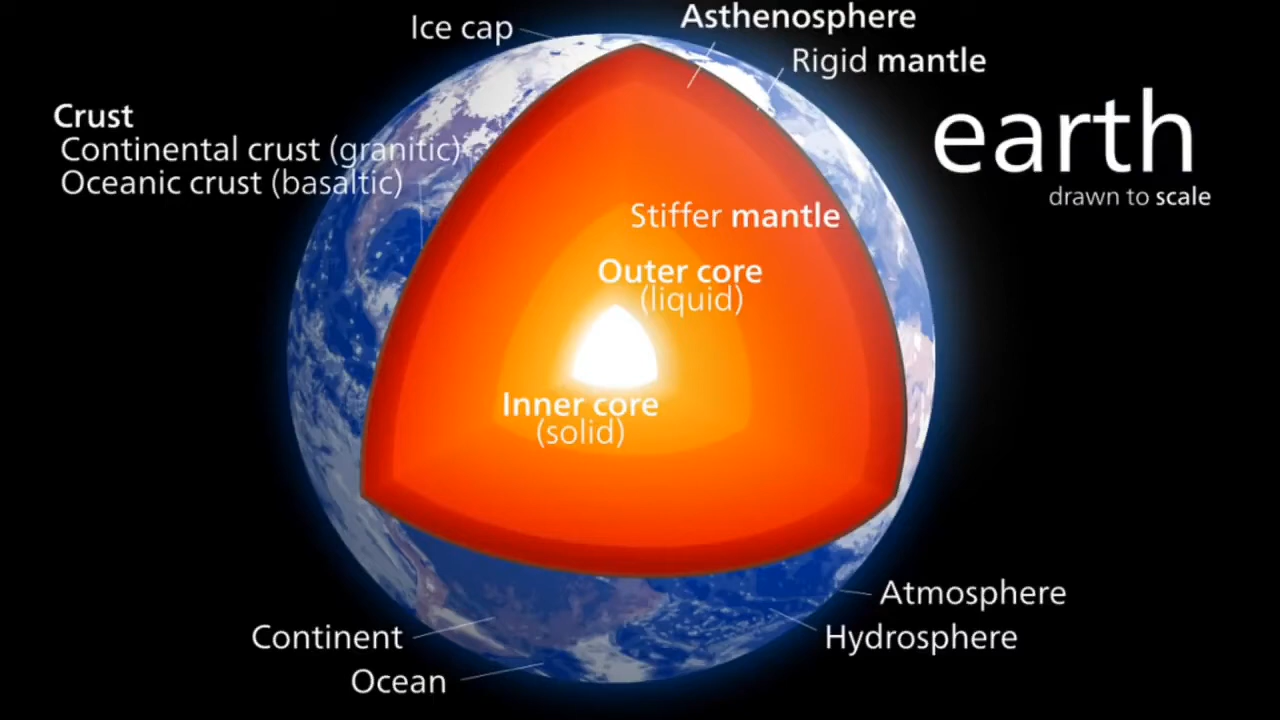 Ice cap
Asthenosphere
Rigid mantle
earth
drawn to scale
Crust
Continental crust (granitic)
Oceanic crust (basaltic)
Stiffer mantle
Outer core
(liquid)
Inner core
(solid)
Atmosphere
Hydrosphere
Continent
Ocean